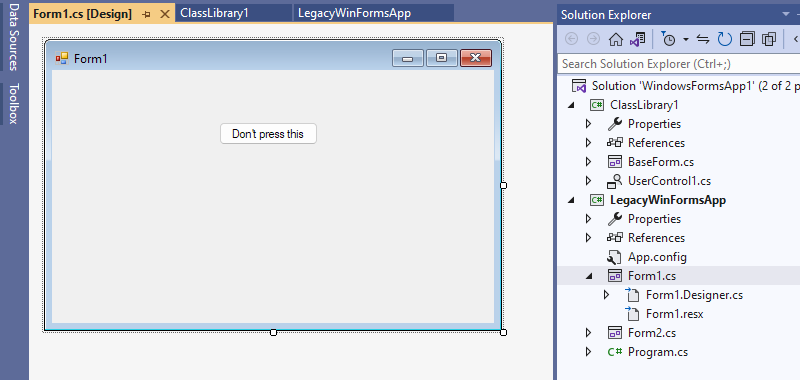 Data Sources
Toolbox
Form1.cs [Design]
ClassLibrary1
LegacyWinFormsApp
Form1
Don't press this
Solution Explorer
Search Solution Explorer (Ctrl+;)
Solution 'WindowsFormsApp1' (2 of 2 p
C# ClassLibrary1
Properties
References
BaseForm.cs
UserControl1.cs
C# LegacyWinFormsApp
Properties
References
App.config
Form1.cs
Form1.Designer.cs
Form1.resx
Form2.cs
C# Program.cs